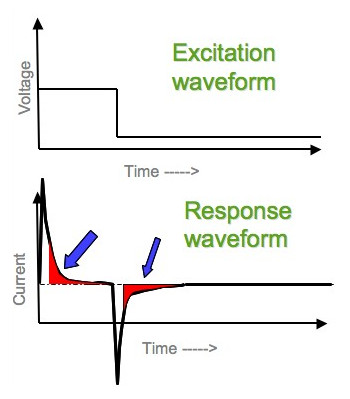 Excitation
waveform
Voltage
Time ----->
Response
waveform
Current
Time ----->